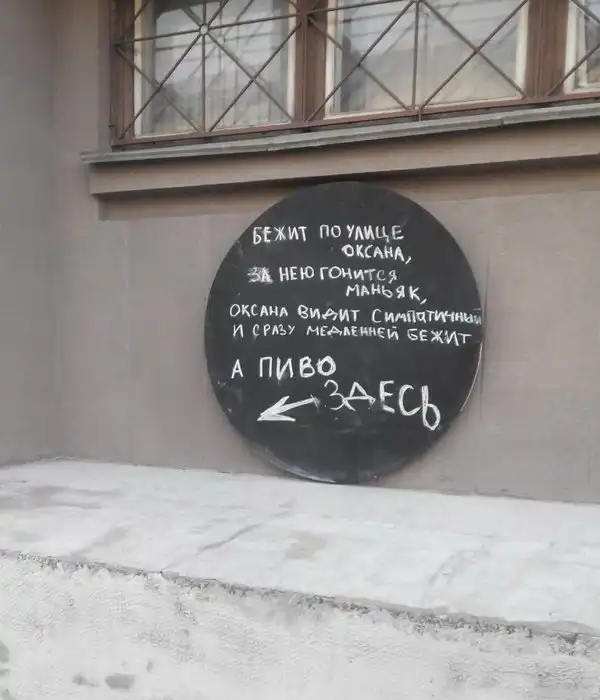 БЕЖИТ ПО УЛИЦЕ
ОКСАНА,
ЗА НЕЮ ГОНИТСЯ
МАНЬЯК,
ОКСАНА ВИДИТ СИМПАТИЧНЫЙ
И СРАЗУ МЕДЛЕННЕЙ БЕЖИТ
А ПИВО
ЗДЕСЬ